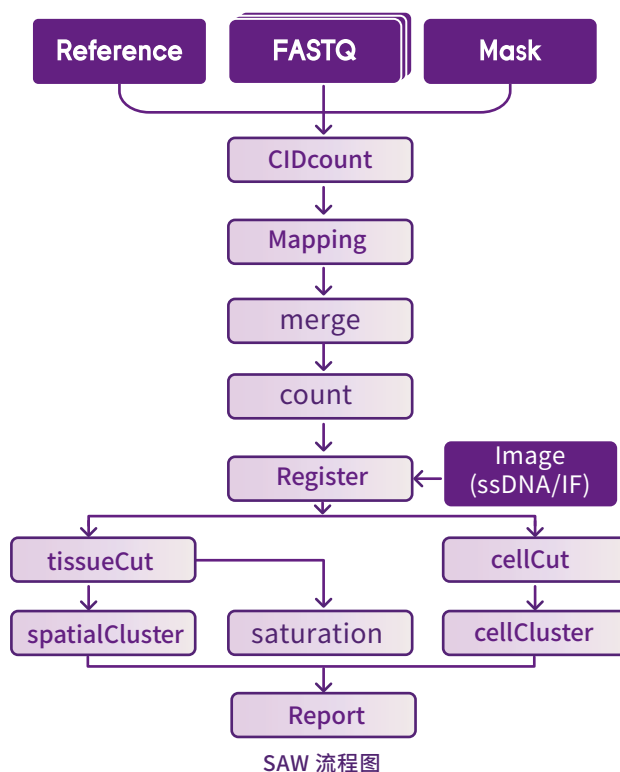 Reference
FASTQ
Mask
CIDcount
Mapping
merge
count
Register
Image
(ssDNA/IF)
tissueCut
cellCut
spatialCluster
saturation
cellCluster
Report
SAW 流程图